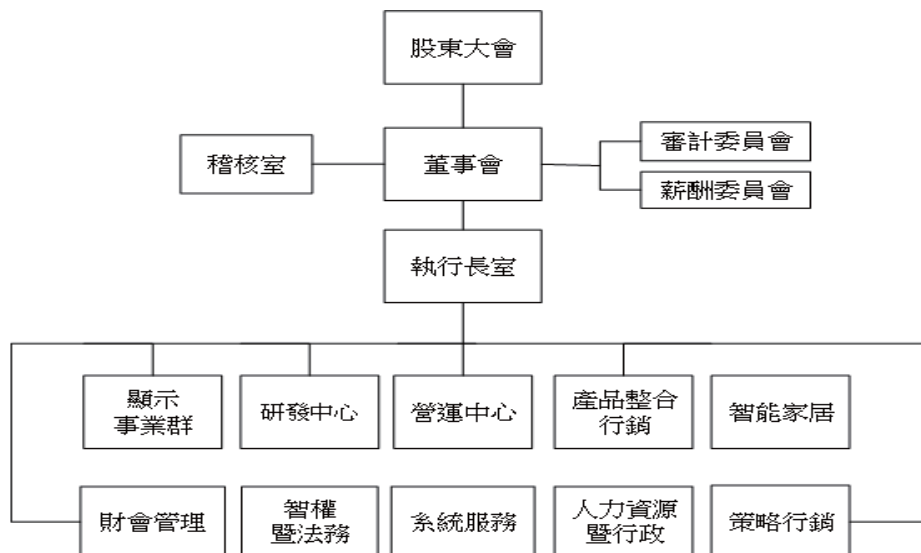 股東大會
稽核室
董事會
審計委員會
薪酬委員會
執行長室
顯示
事業群
研發中心
營運中心
產品整合
行銷
智能家居
財會管理
智權
暨法務
系統服務
人力資源
暨行政
策略行銷